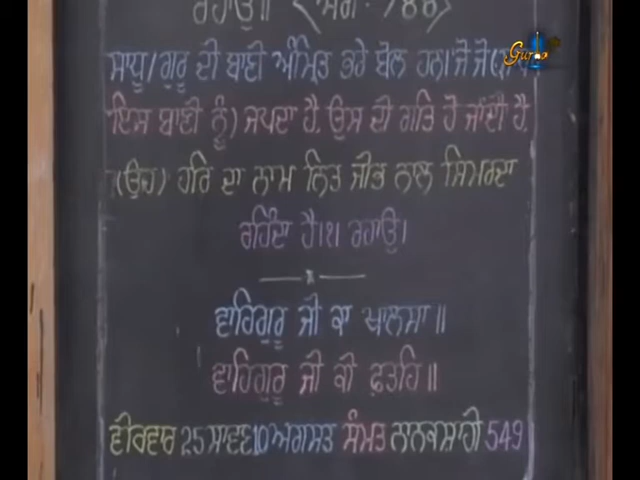 ਰਹਾਉ॥ (ਅੰਗ: 744)
ਸਾਧੂ/ਗੁਰੂ ਦੀ ਬਾਣੀ ਅੰਮ੍ਰਿਤ ਭਰੇ ਬੋਲ ਹਨ।ਜੋ ਜੋ
ਇਸ ਬਾਣੀ ਨੂੰ) ਜਪਦਾ ਹੈ, ਉਸ ਦੀ ਗਤਿ ਹੋ ਜਾਂਦੀ ਹੈ,
(ਉਹ) ਹਰਿ ਦਾ ਨਾਮ ਨਿਤ ਜੀਭ ਨਾਲ ਸਿਮਰਦਾ
ਰਹਿੰਦਾ ਹੈ।੧। ਰਹਾਉ।
ਵਾਹਿਗੁਰੂ ਜੀ ਕਾ ਖਾਲਸਾ॥
ਵਾਹਿਗੁਰੂ ਜੀ ਕੀ ਫ਼ਤਹਿ॥
ਵੀਰਵਾਰ 25 ਸਾਵਣ 10 ਅਗਸਤ ਸੰਮਤ ਨਾਨਕਸ਼ਾਹੀ 549